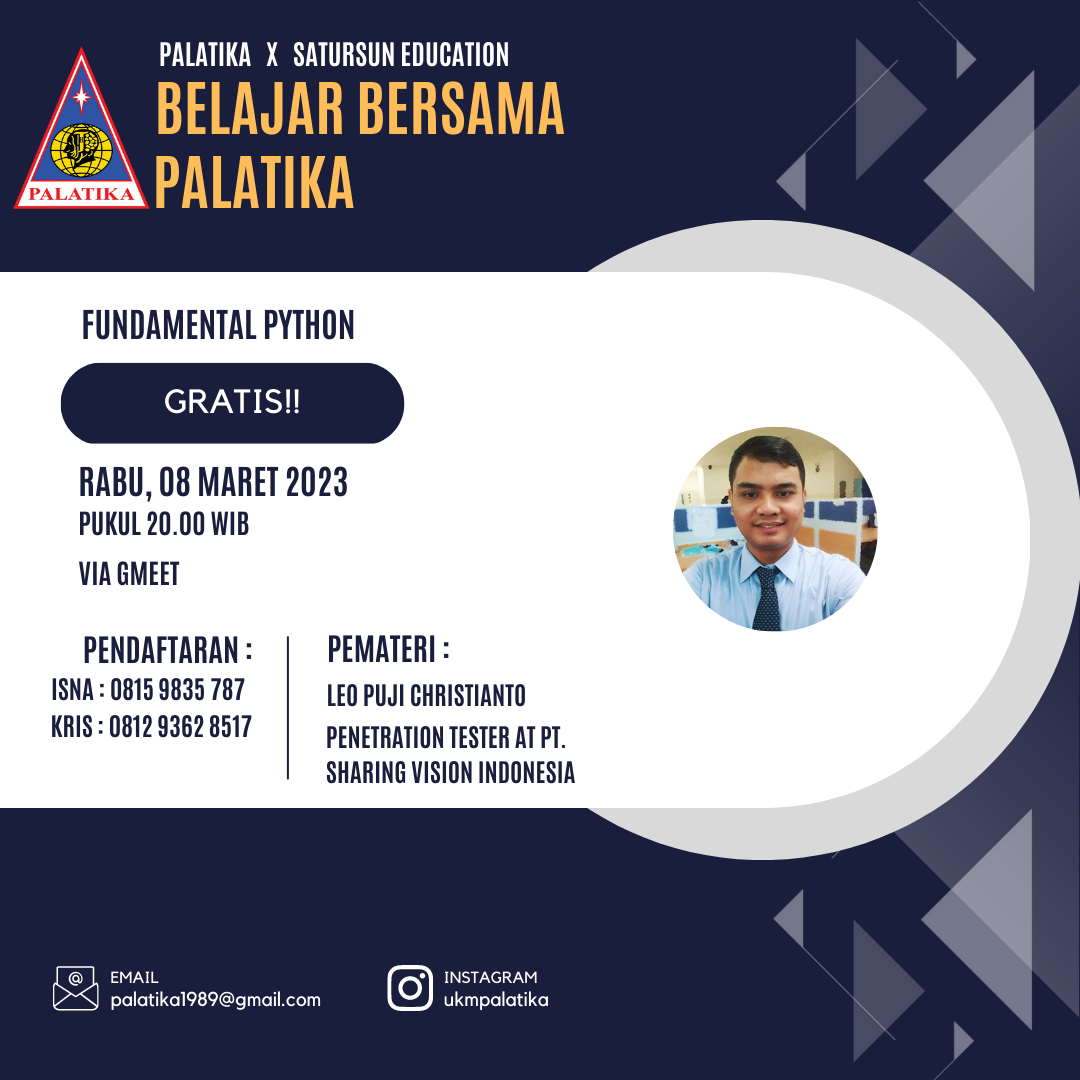 PALATIKA X SATURSUN EDUCATION
BELAJAR BERSAMA
PALATIKA
PALATIKA
FUNDAMENTAL PYTHON
GRATIS!!
RABU, 08 MARET 2023
PUKUL 20.00 WIB
VIA GMEET
PENDAFTARAN :
ISNA : 0815 9835 787
KRIS : 0812 9362 8517
PEMATERI :
LEO PUJI CHRISTIANTO
PENETRATION TESTER AT PT.
SHARING VISION INDONESIA
@
EMAIL
palatika1989@gmail.com
INSTAGRAM
ukmpalatika